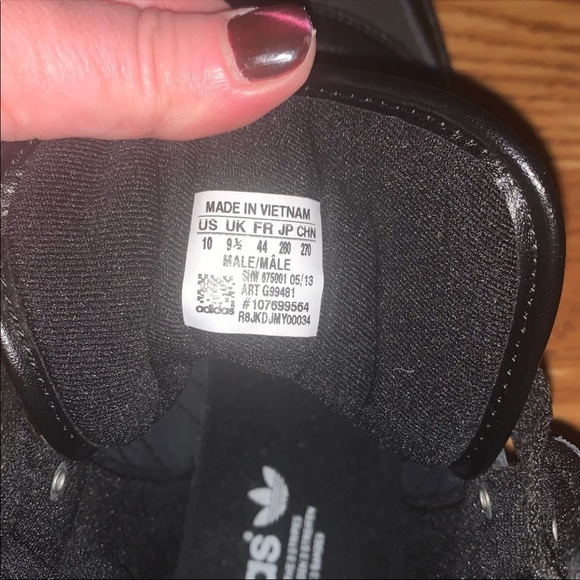 MADE IN VIETNAM
US UK FR JP CHN
10 9½ 44 280 270
MALE/MÂLE
SHW 675001 05/13
ART G99481
#107699564
R8JKDJMY00034
adidas
das